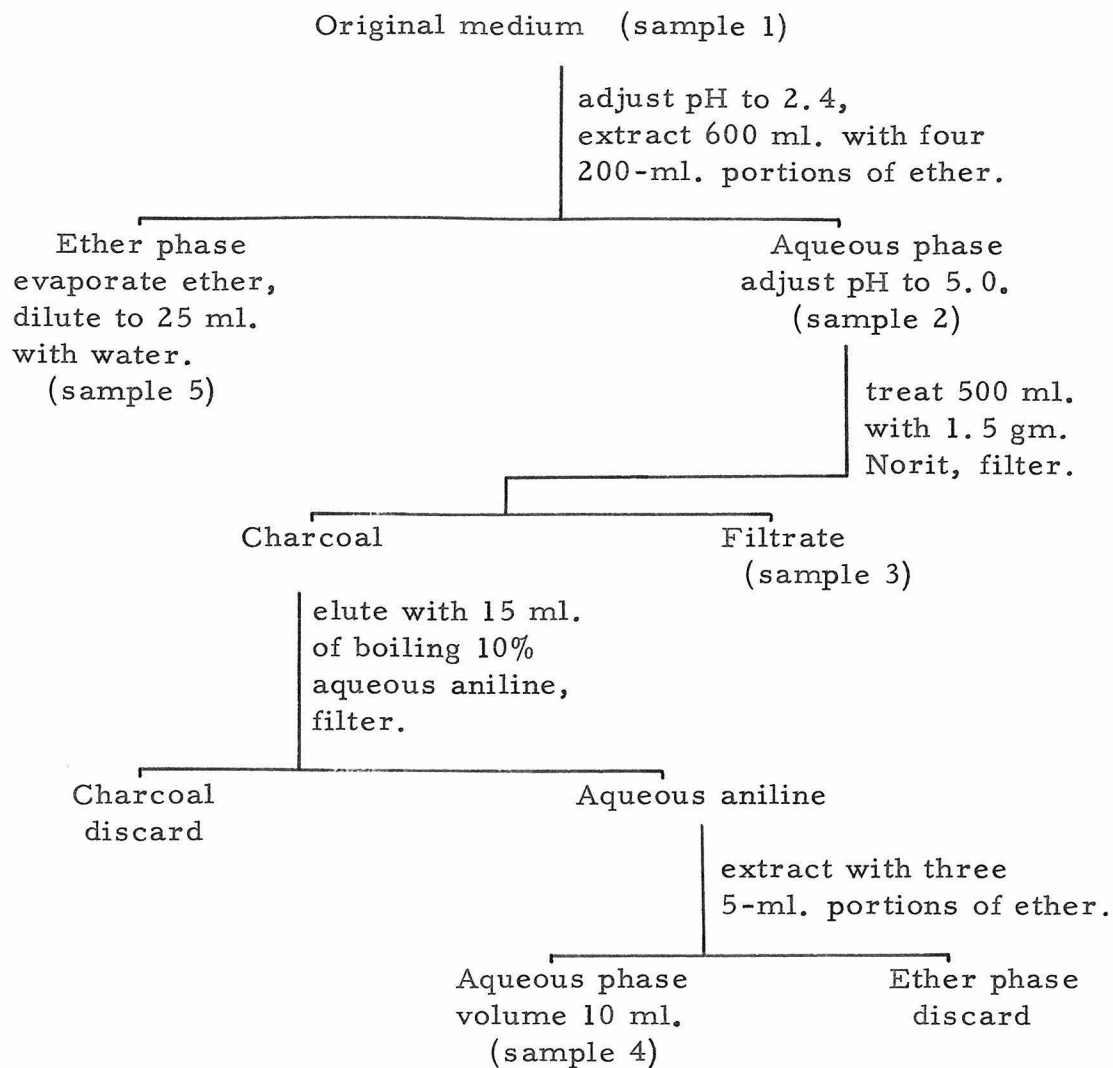 Original medium (sample 1)
adjust pH to 2.4,
extract 600 ml. with four
200-ml. portions of ether.
Ether phase
evaporate ether,
dilute to 25 ml.
with water.
(sample 5)
Aqueous phase
adjust pH to 5.0.
(sample 2)
treat 500 ml.
with 1.5 gm.
Norit, filter.
Charcoal
Filtrate
(sample 3)
elute with 15 ml.
of boiling 10%
aqueous aniline,
filter.
Charcoal
discard
Aqueous aniline
extract with three
5-ml. portions of ether.
Aqueous phase
volume 10 ml.
(sample 4)
Ether phase
discard